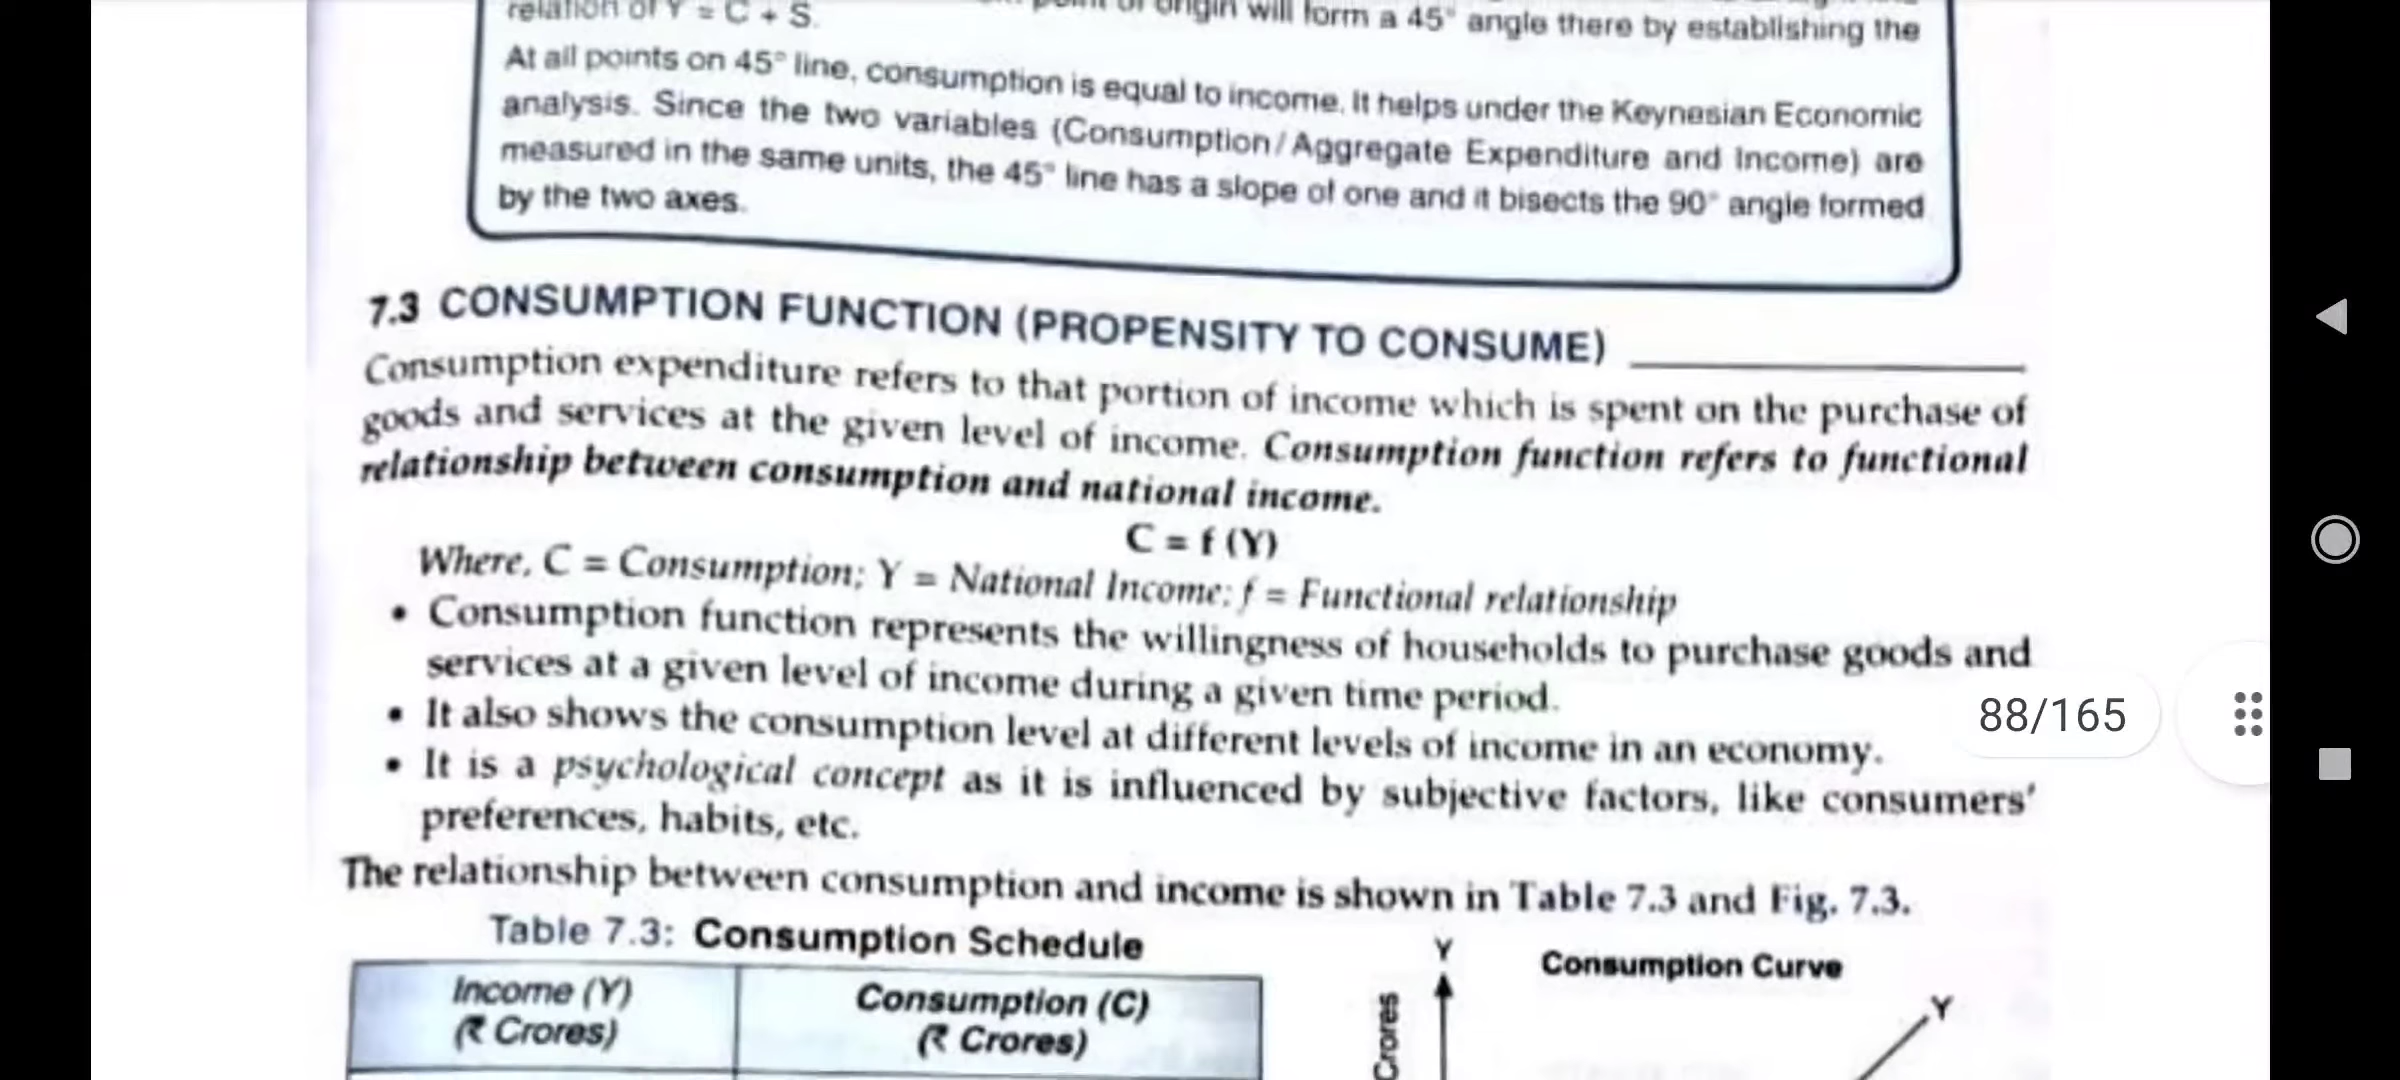 relation of Y = C + S.
point of origin will form a 45° angle there by establishing the
At all points on 45° line, consumption is equal to income. It helps under the Keynesian Economic
analysis. Since the two variables (Consumption/Aggregate Expenditure and Income) are
measured in the same units, the 45° line has a slope of one and it bisects the 90° angle formed
by the two axes.
7.3 CONSUMPTION FUNCTION (PROPENSITY TO CONSUME)
Consumption expenditure refers to that portion of income which is spent on the purchase of
goods and services at the given level of income. Consumption function refers to functional
relationship between consumption and national income.
C = f (Y)
Where, C = Consumption; Y = National Income; f = Functional relationship
• Consumption function represents the willingness of households to purchase goods and
services at a given level of income during a given time period.
88/165
• It also shows the consumption level at different levels of income in an economy.
• It is a psychological concept as it is influenced by subjective factors, like consumers'
preferences, habits, etc.
The relationship between consumption and income is shown in Table 7.3 and Fig. 7.3.
Table 7.3: Consumption Schedule
Income (Y)
(₹ Crores)
Consumption (C)
(₹ Crores)
Y
Consumption Curve
Crores
Y